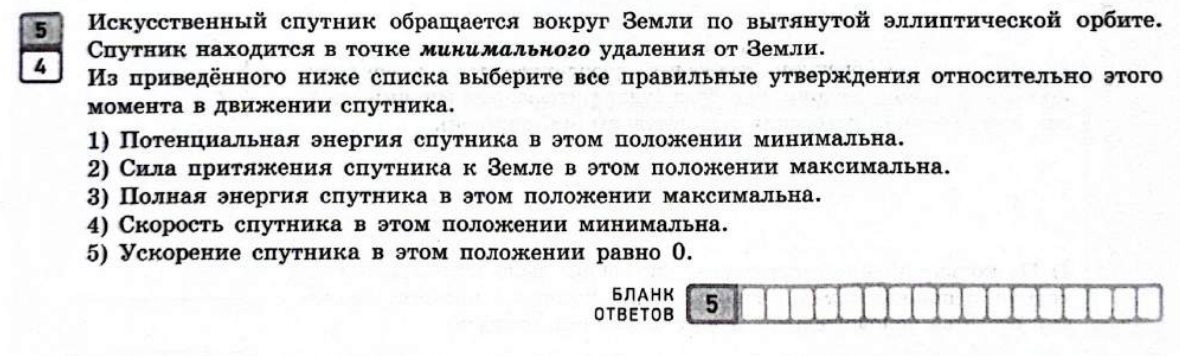 5
4
Искусственный спутник обращается вокруг Земли по вытянутой эллиптической орбите.
Спутник находится в точке минимального удаления от Земли.
Из приведённого ниже списка выберите все правильные утверждения относительно этого
момента в движении спутника.
1) Потенциальная энергия спутника в этом положении минимальна.
2) Сила притяжения спутника к Земле в этом положении максимальна.
3) Полная энергия спутника в этом положении максимальна.
4) Скорость спутника в этом положении минимальна.
5) Ускорение спутника в этом положении равно 0.
БЛАНК
ОТВЕТОВ 5